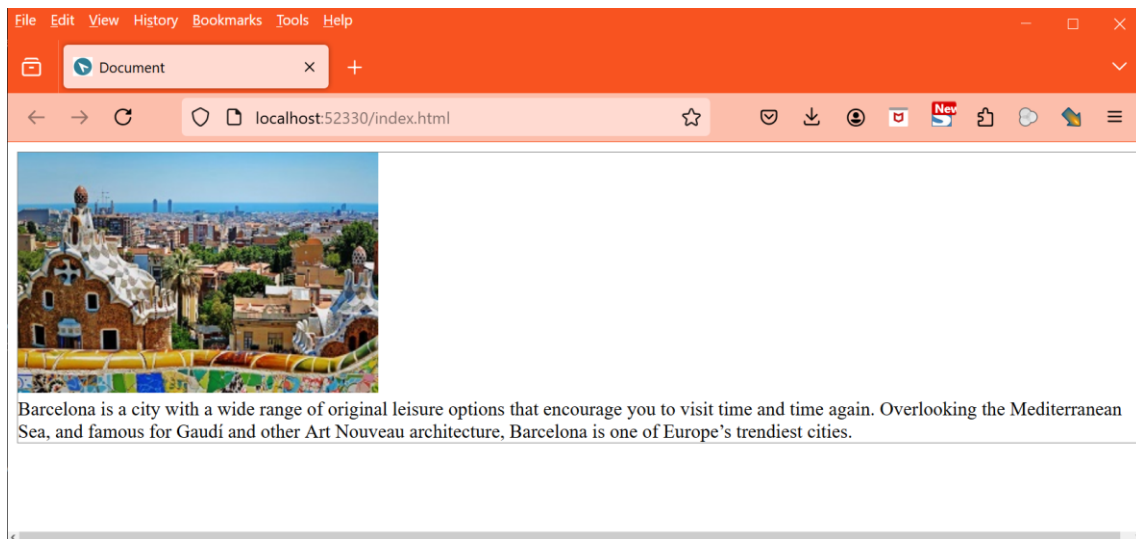 File Edit View History Bookmarks Tools Help
Document
localhost:52330/index.html
New
Barcelona is a city with a wide range of original leisure options that encourage you to visit time and time again. Overlooking the Mediterranean
Sea, and famous for Gaudí and other Art Nouveau architecture, Barcelona is one of Europe’s trendiest cities.